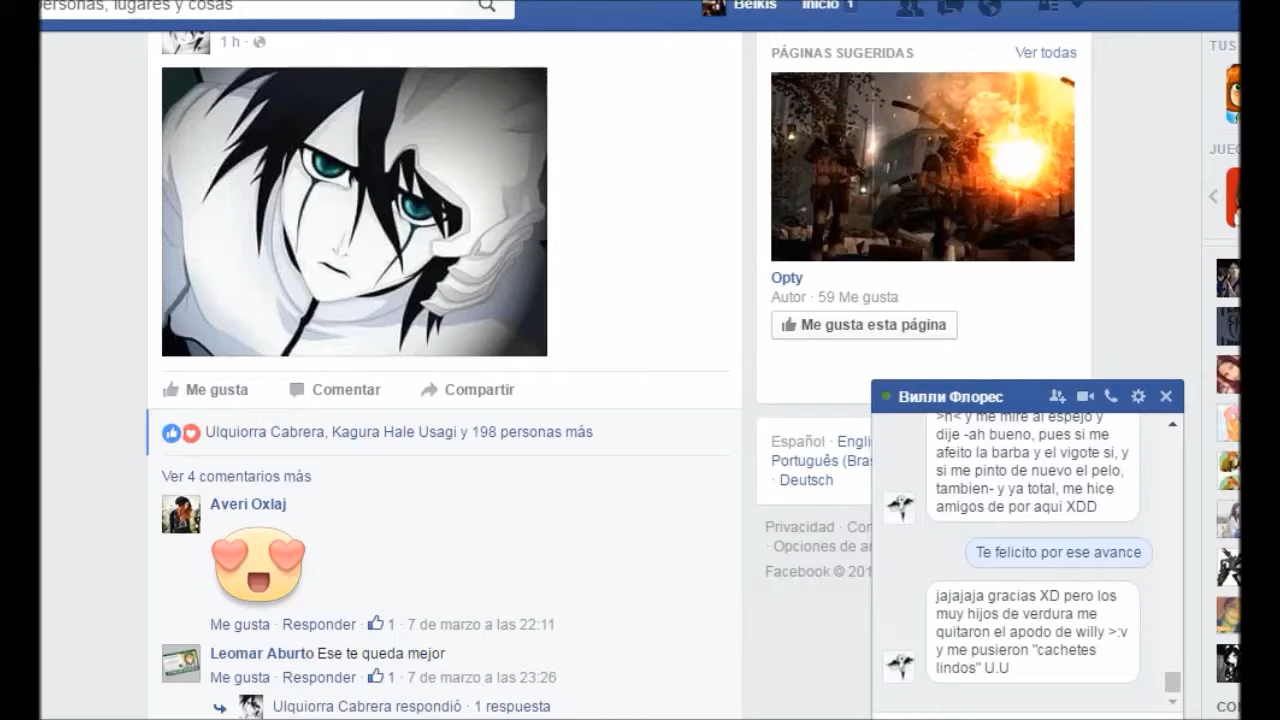 personas, lugares y cosas
Belkis
Inicio 1
1 h
Me gusta
Comentar
Compartir
Ulquiorra Cabrera, Kagura Hale Usagi y 198 personas más
Ver 4 comentarios más
Averi Oxlaj
Me gusta · Responder · 1 · 7 de marzo a las 22:11
Leomar Aburto Ese te queda mejor
Me gusta · Responder · 1 · 7 de marzo a las 23:26
Ulquiorra Cabrera respondió · 1 respuesta
PÁGINAS SUGERIDAS
Ver todas
Opty
Autor · 59 Me gusta
Me gusta esta página
Español ·
Português
· Deutsch
Privacidad ·
· Opciones de
Facebook ©
TUS
Вилли Флорес
>n< y me mire al espejo y
dije -ah bueno, pues si me
afeito la barba y el vigote si, y
si me pinto de nuevo el pelo,
tambien- y ya total, me hice
amigos de por aqui XDD
Te felicito por ese avance
jajajaja gracias XD pero los
muy hijos de verdura me
quitaron el apodo de willy >:v
y me pusieron "cachetes
lindos" U.U